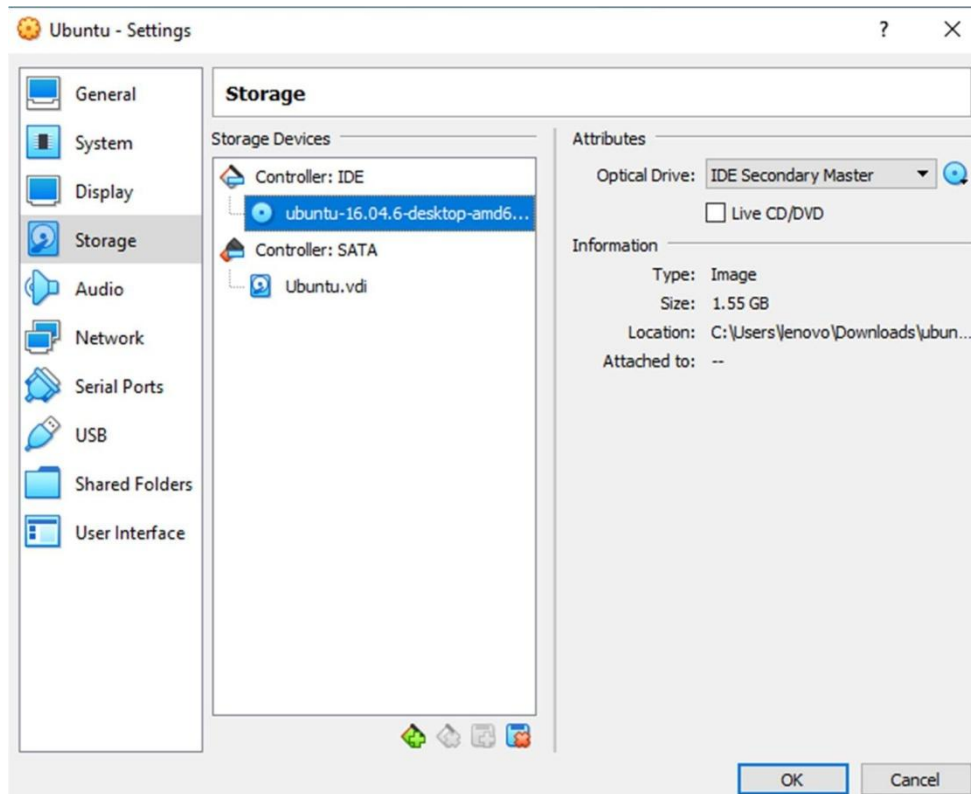 Ubuntu - Settings
?
General
System
Display
Storage
Audio
Network
Serial Ports
USB
Shared Folders
User Interface
Storage
Storage Devices
Controller: IDE
ubuntu-16.04.6-desktop-amd6...
Controller: SATA
Ubuntu.vdi
Attributes
Optical Drive: IDE Secondary Master
Live CD/DVD
Information
Type: Image
Size: 1.55 GB
Location: C:\Users\lenovo\Downloads\ubun...
Attached to: --
OK
Cancel